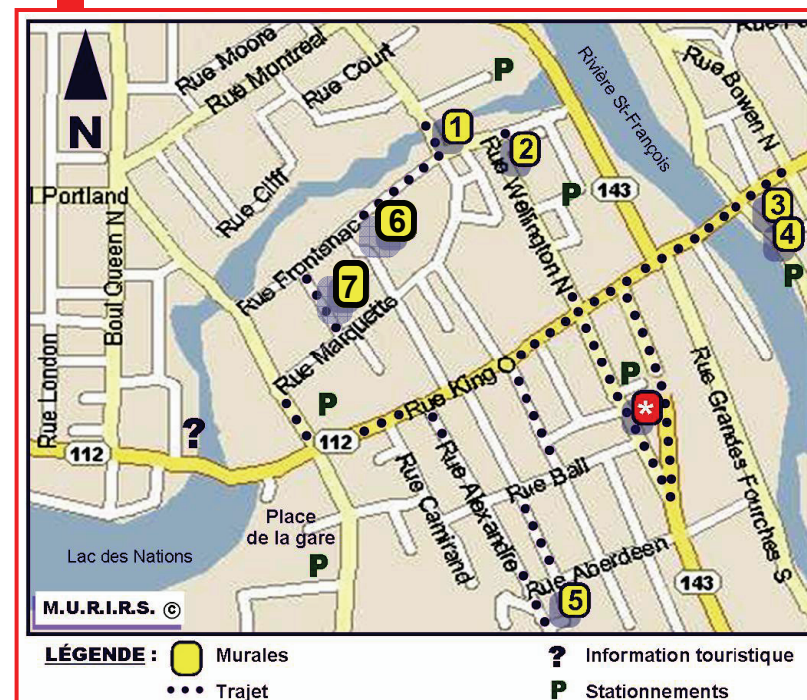 Rue Moore
Rue Montreal
Rue Court
P
Rivière St-François
Rue Bowen N
P
N
1
2
Rue Cliff
Rue Wellington N
P
143
l Portland
3
6
4
Rue Frontenac
P
Bout Queen N
7
Rue Marquette
Rue London
Rue King O
P
P
*
Rue Grandes Fourches S
?
112
112
Rue Ball
Rue Alexandre
Rue Camirand
Place
de la gare
Lac des Nations
P
Rue Aberdeen
143
5
M.U.R.I.R.S. ©
LÉGENDE :
Murales
? Information touristique
Trajet
P Stationnements